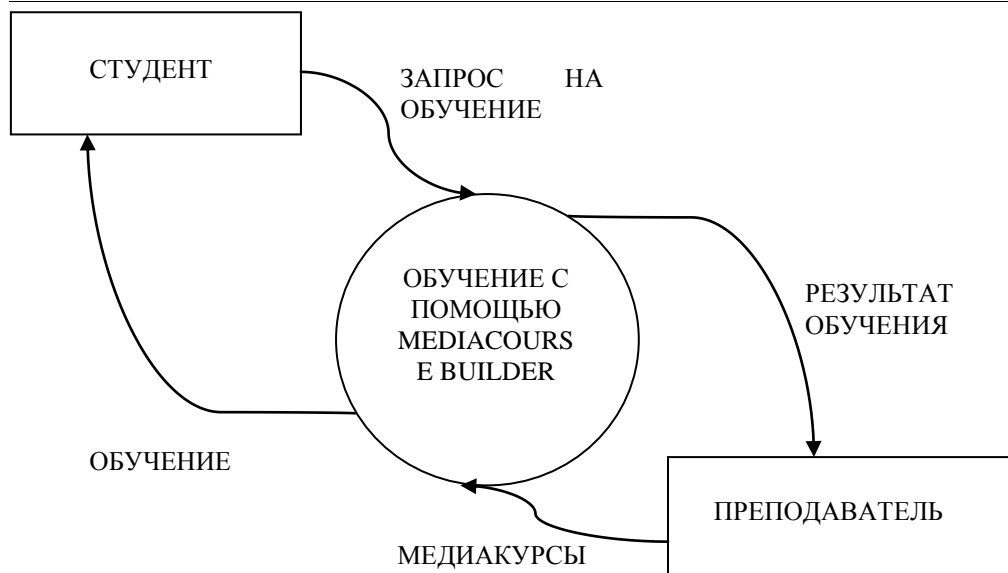 СТУДЕНТ
ЗАПРОС НА
ОБУЧЕНИЕ
ОБУЧЕНИЕ С
ПОМОЩЬЮ
MEDIACOURS
E BUILDER
РЕЗУЛЬТАТ
ОБУЧЕНИЯ
ОБУЧЕНИЕ
ПРЕПОДАВАТЕЛЬ
МЕДИАКУРСЫ